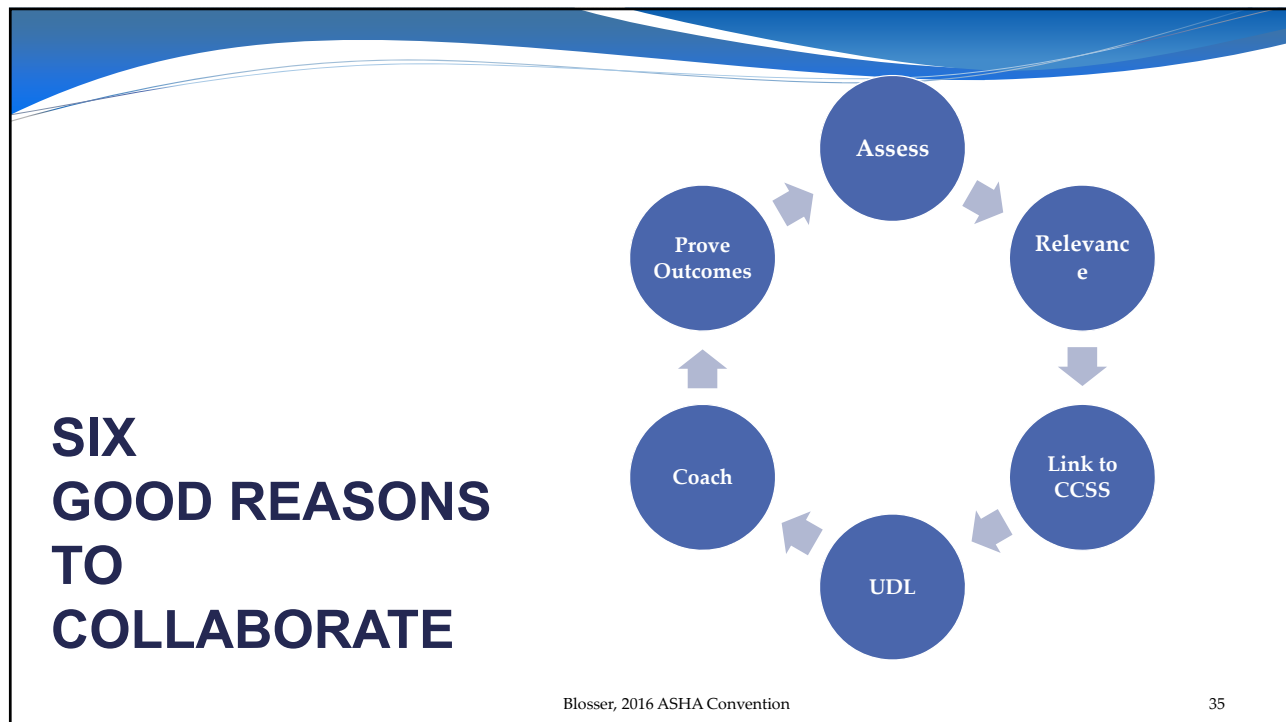 SIX
GOOD REASONS
TO
COLLABORATE
Assess
Relevanc
e
Link to
CCSS
UDL
Coach
Prove
Outcomes
Blosser, 2016 ASHA Convention
35